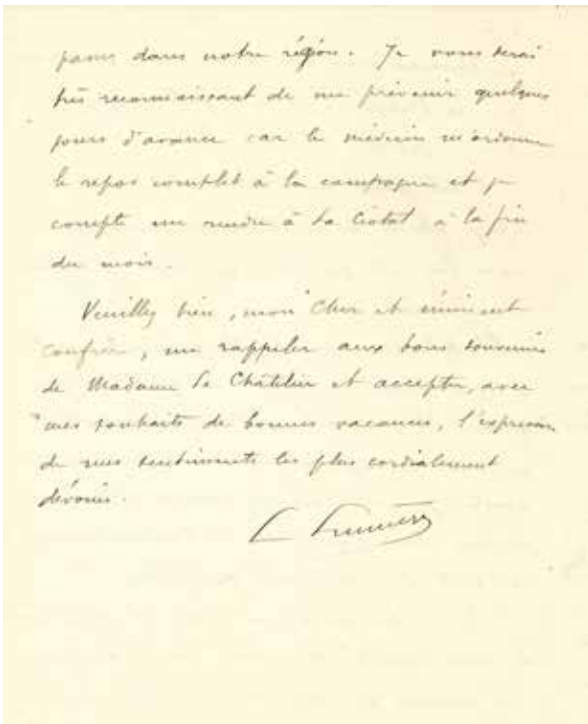 passez dans notre région. Je vous serai
très reconnaissant de me prévenir quelques
jours d'avance car le médecin m'ordonne
le repos complet à la campagne et je
compte me rendre à La Ciotat à la fin
du mois.
Veuillez bien, mon cher et éminent
confrère, me rappeler aux bons souvenirs
de Madame Le Châtelier et accepter, avec
mes souhaits de bonnes vacances, l'expression
de mes sentiments les plus cordialement
dévoués.
L Lumière